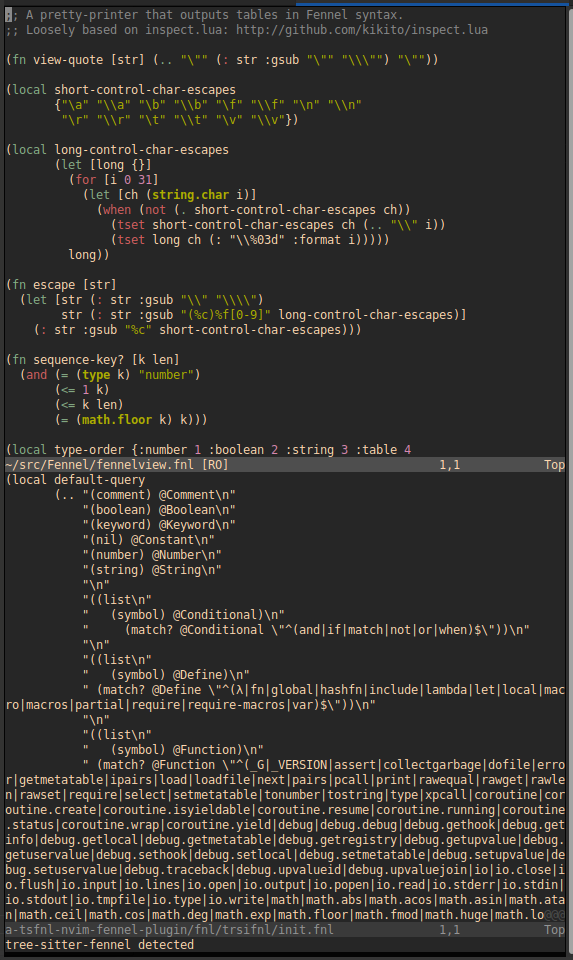 ;; A pretty-printer that outputs tables in Fennel syntax.
;; Loosely based on inspect.lua: http://github.com/kikito/inspect.lua
(fn view-quote [str] (.. "\"" (: str :gsub "\"" "\\\"") "\""))
(local short-control-char-escapes
{"\a" "\\a" "\b" "\\b" "\f" "\\f" "\n" "\\n"
"\r" "\\r" "\t" "\\t" "\v" "\\v"})
(local long-control-char-escapes
(let [long {}]
(for [i 0 31]
(let [ch (string.char i)]
(when (not (. short-control-char-escapes ch))
(tset short-control-char-escapes ch (.. "\\" i))
(tset long ch (: "\\%03d" :format i)))))
long))
(fn escape [str]
(let [str (: str :gsub "\\" "\\\\")
str (: str :gsub "(%c)%f[0-9]" long-control-char-escapes)]
(: str :gsub "%c" short-control-char-escapes)))
(fn sequence-key? [k len]
(and (= (type k) "number")
(<= 1 k)
(<= k len)
(= (math.floor k) k)))
(local type-order {:number 1 :boolean 2 :string 3 :table 4
~/src/Fennel/fennelview.fnl [RO] 1,1 Top
(local default-query
(.. "(comment) @Comment\n"
"(boolean) @Boolean\n"
"(keyword) @Keyword\n"
"(nil) @Constant\n"
"(number) @Number\n"
"(string) @String\n"
"\n"
"((list\n"
"   (symbol) @Conditional)\n"
"     (match? @Conditional \"^(and|if|match|not|or|when)$\"))\n"
"\n"
"((list\n"
"   (symbol) @Define)\n"
" (match? @Define \"^(λ|fn|global|hashfn|include|lambda|let|local|mac
ro|macros|partial|require|require-macros|var)$\"))\n"
"\n"
"((list\n"
"   (symbol) @Function)\n"
" (match? @Function \"^(_G|_VERSION|assert|collectgarbage|dofile|erro
r|getmetatable|ipairs|load|loadfile|next|pairs|pcall|print|rawequal|rawget|rawle
n|rawset|require|select|setmetatable|tonumber|tostring|type|xpcall|coroutine|cor
outine.create|coroutine.isyieldable|coroutine.resume|coroutine.running|coroutine
.status|coroutine.wrap|coroutine.yield|debug|debug.debug|debug.gethook|debug.get
info|debug.getlocal|debug.getmetatable|debug.getregistry|debug.getupvalue|debug.
getuservalue|debug.sethook|debug.setlocal|debug.setmetatable|debug.setupvalue|de
bug.setuservalue|debug.traceback|debug.upvalueid|debug.upvaluejoin|io|io.close|i
o.flush|io.input|io.lines|io.open|io.output|io.popen|io.read|io.stderr|io.stdin|
io.stdout|io.tmpfile|io.type|io.write|math|math.abs|math.acos|math.asin|math.ata
n|math.ceil|math.cos|math.deg|math.exp|math.floor|math.fmod|math.huge|math.lo@@@
a-tsfnl-nvim-fennel-plugin/fnl/trsifnl/init.fnl 1,1 Top
tree-sitter-fennel detected